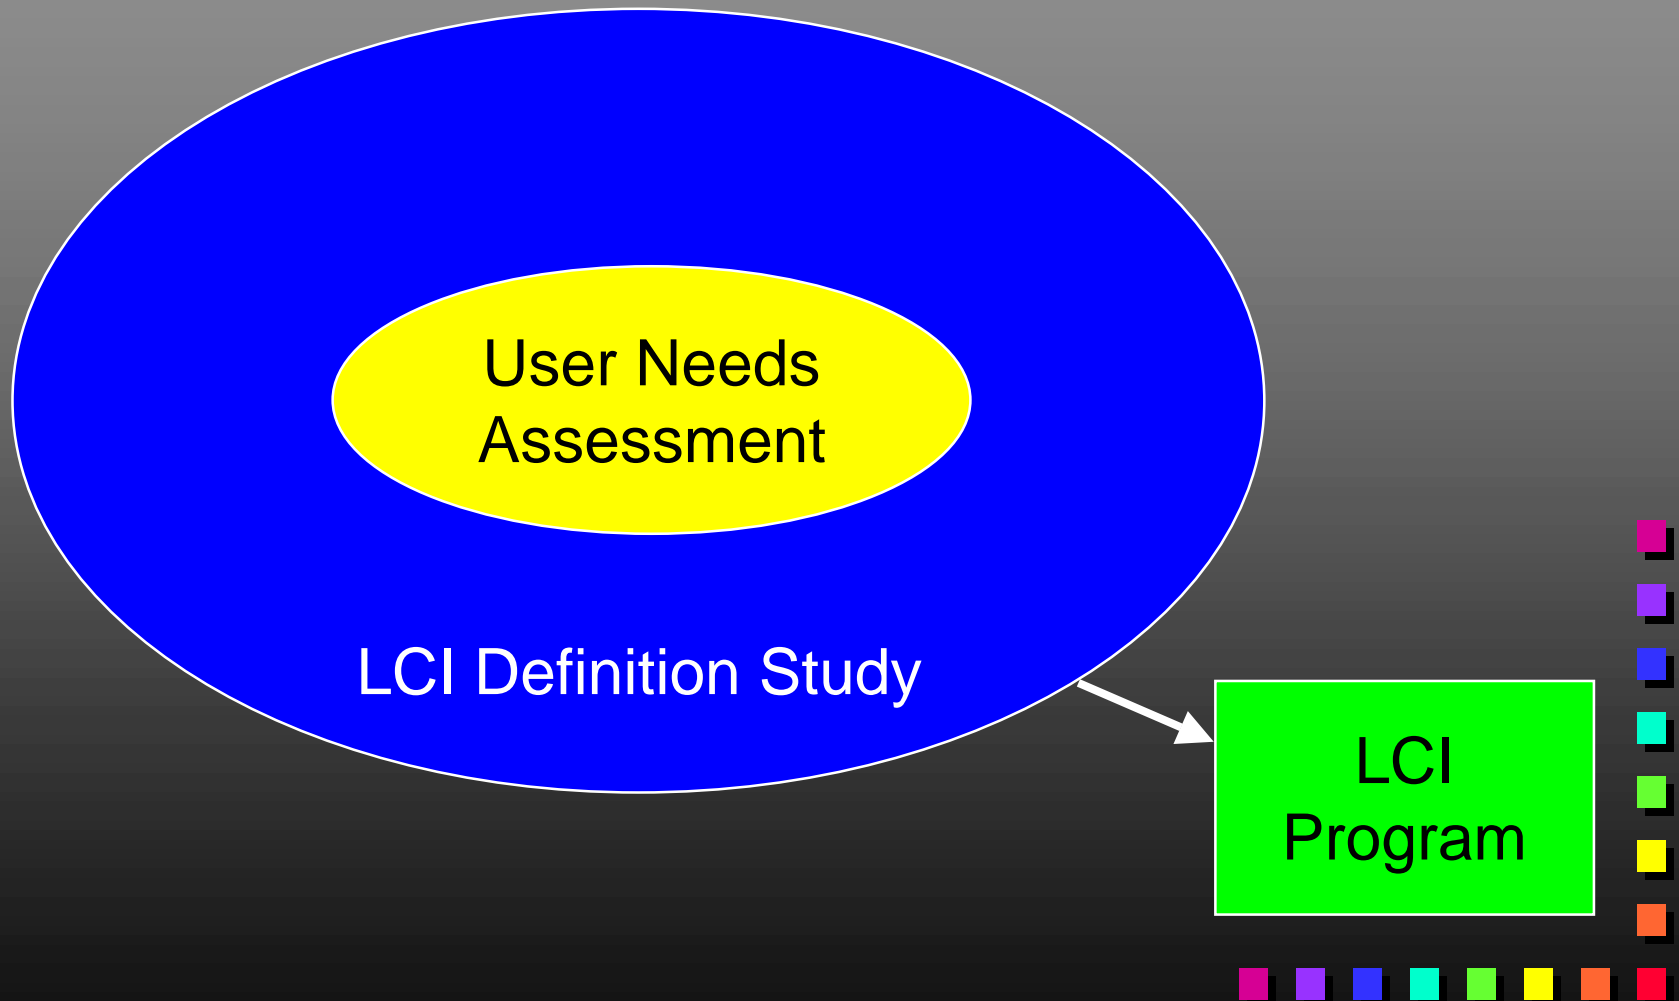 User Needs
Assessment
LCI Definition Study
LCI
Program